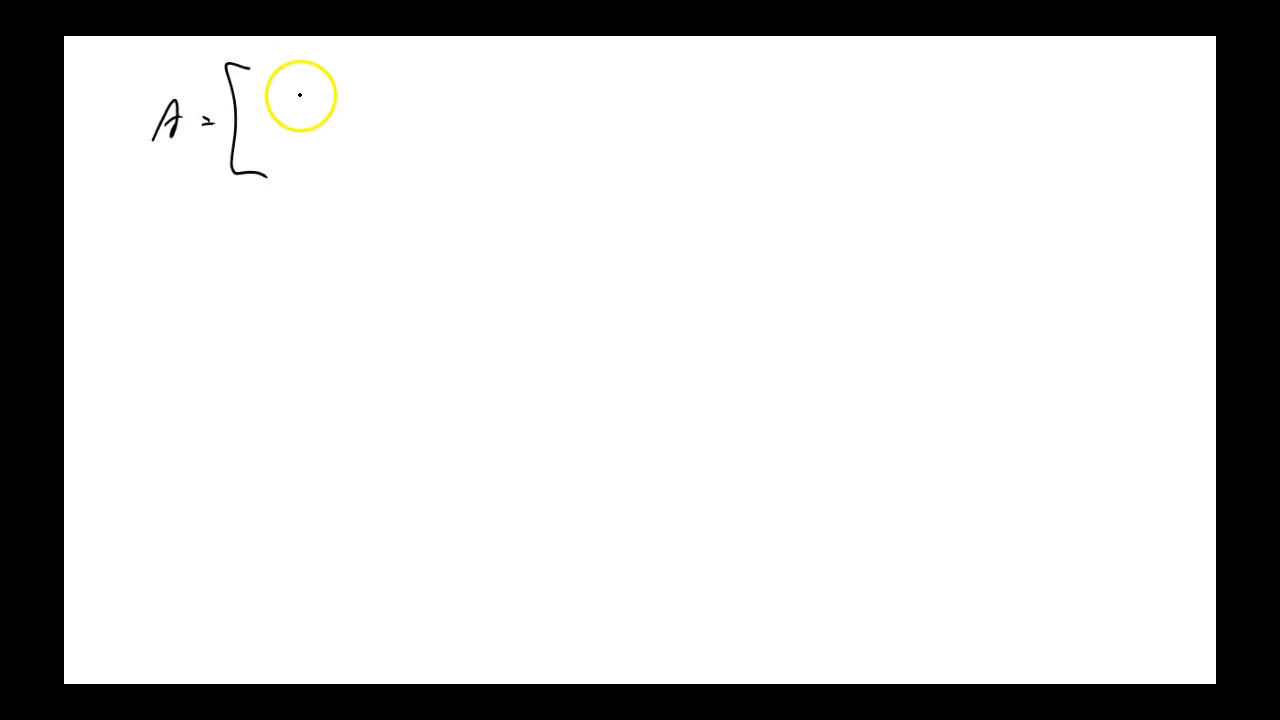 A = [